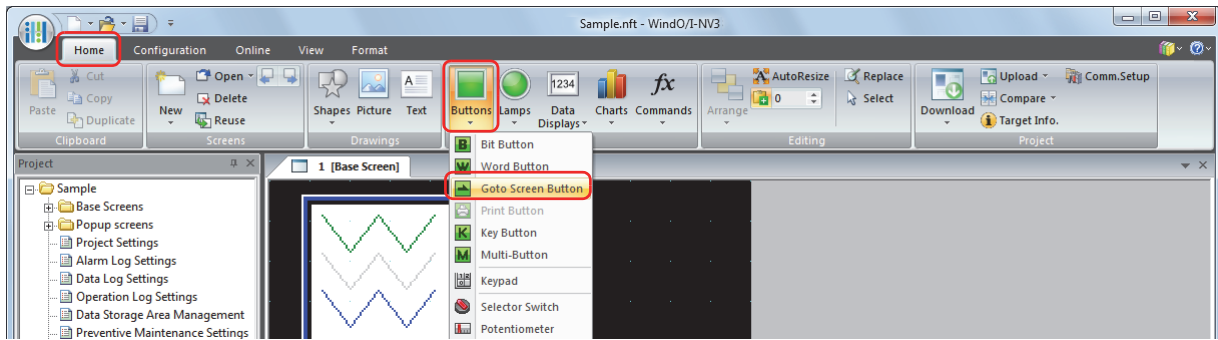 Sample.nft - WindO/I-NV3
Home Configuration Online View Format
Cut Open AutoResize Replace Upload Comm.Setup
Copy Delete 0 Select Compare
Paste Duplicate New Reuse Shapes Picture Text Buttons Lamps 1234 Data Displays Charts fx Commands Arrange Download Target Info.
Clipboard Screens Drawings Editing Project
Project
1 [Base Screen]
Sample
Base Screens
Popup screens
Project Settings
Alarm Log Settings
Data Log Settings
Operation Log Settings
Data Storage Area Management
Preventive Maintenance Settings
B Bit Button
W Word Button
Goto Screen Button
Print Button
K Key Button
M Multi-Button
Keypad
Selector Switch
Potentiometer